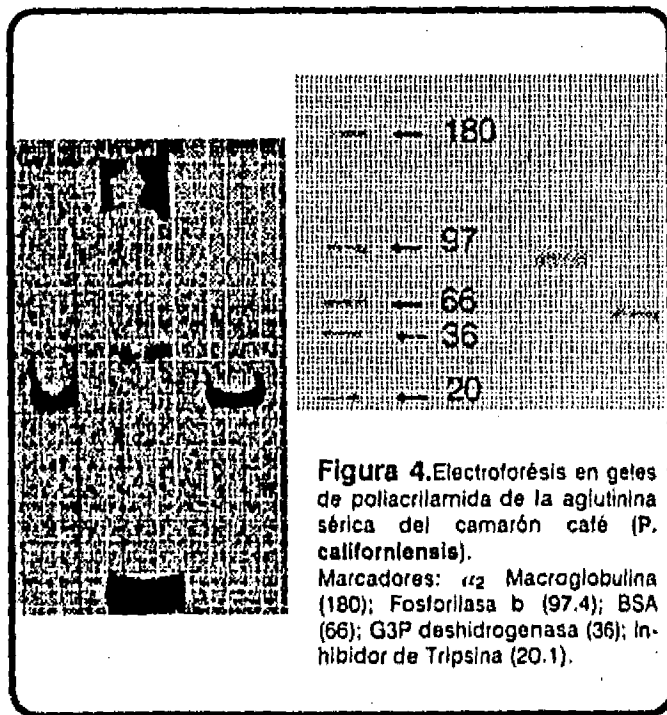 180
97
66
36
20
Figura 4.Electroforésis en geles
de poliacrilamida de la aglutinina
sérica del camarón café (P.
californiensis).
Marcadores: α2 Macroglobulina
(180); Fosforilasa b (97.4); BSA
(66); G3P deshidrogenasa (36); In-
hibidor de Tripsina (20.1).